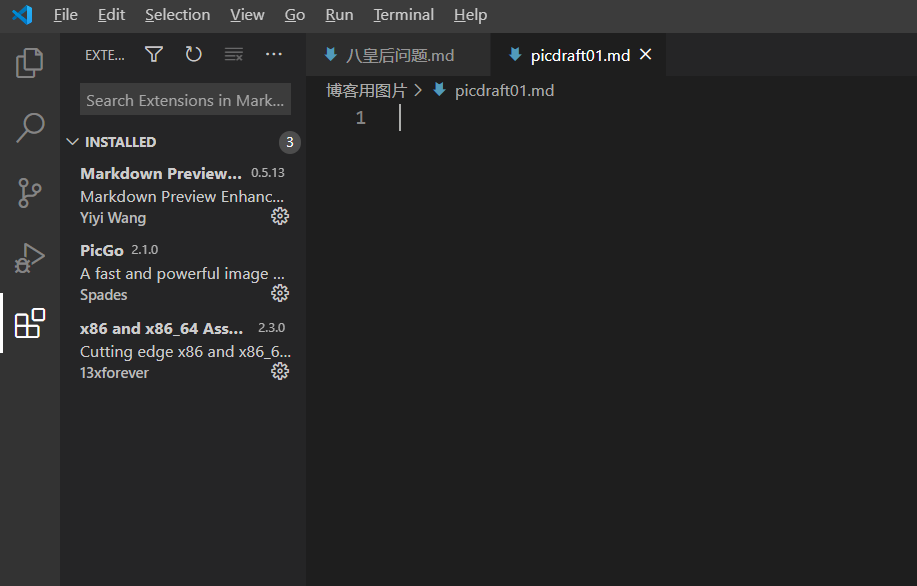 File Edit Selection View Go Run Terminal Help
EXTE...
八皇后问题.md picdraft01.md
Search Extensions in Mark...
博客用图片 > picdraft01.md
1
INSTALLED 3
Markdown Preview... 0.5.13
Markdown Preview Enhanc...
Yiyi Wang
PicGo 2.1.0
A fast and powerful image ...
Spades
x86 and x86_64 Ass... 2.3.0
Cutting edge x86 and x86_6...
13xforever